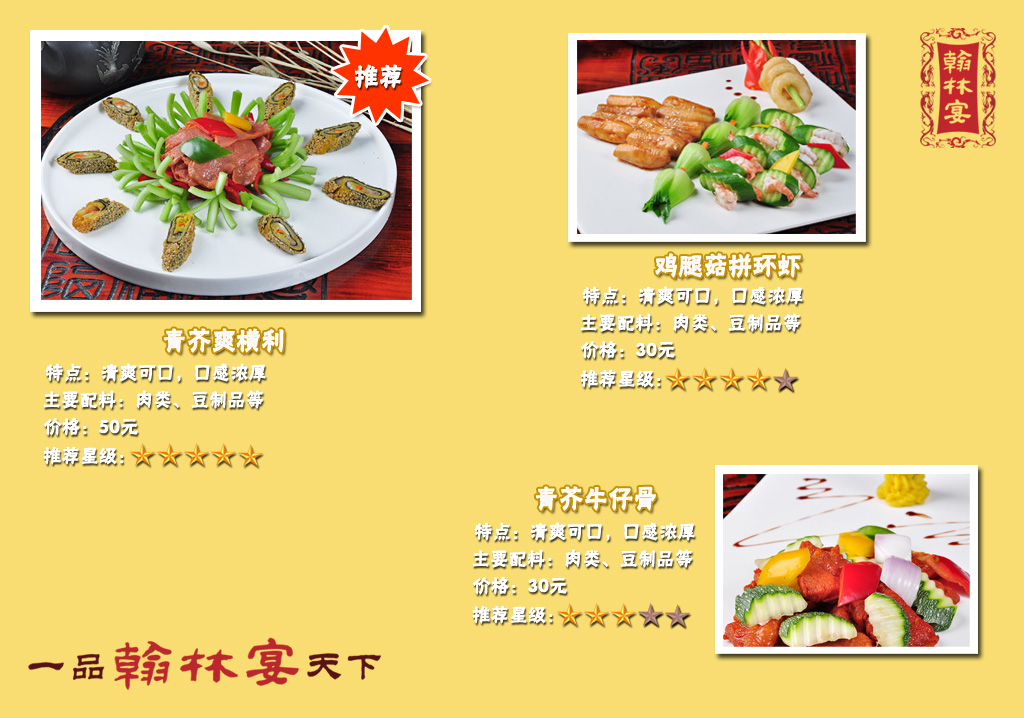 推荐
翰林宴
青芥爽横利
特点：清爽可口，口感浓厚
主要配料：肉类、豆制品等
价格：50元
推荐星级：
鸡腿菇拼环虾
特点：清爽可口，口感浓厚
主要配料：肉类、豆制品等
价格：30元
推荐星级：
青芥牛仔骨
特点：清爽可口，口感浓厚
主要配料：肉类、豆制品等
价格：30元
推荐星级：
一品翰林宴天下